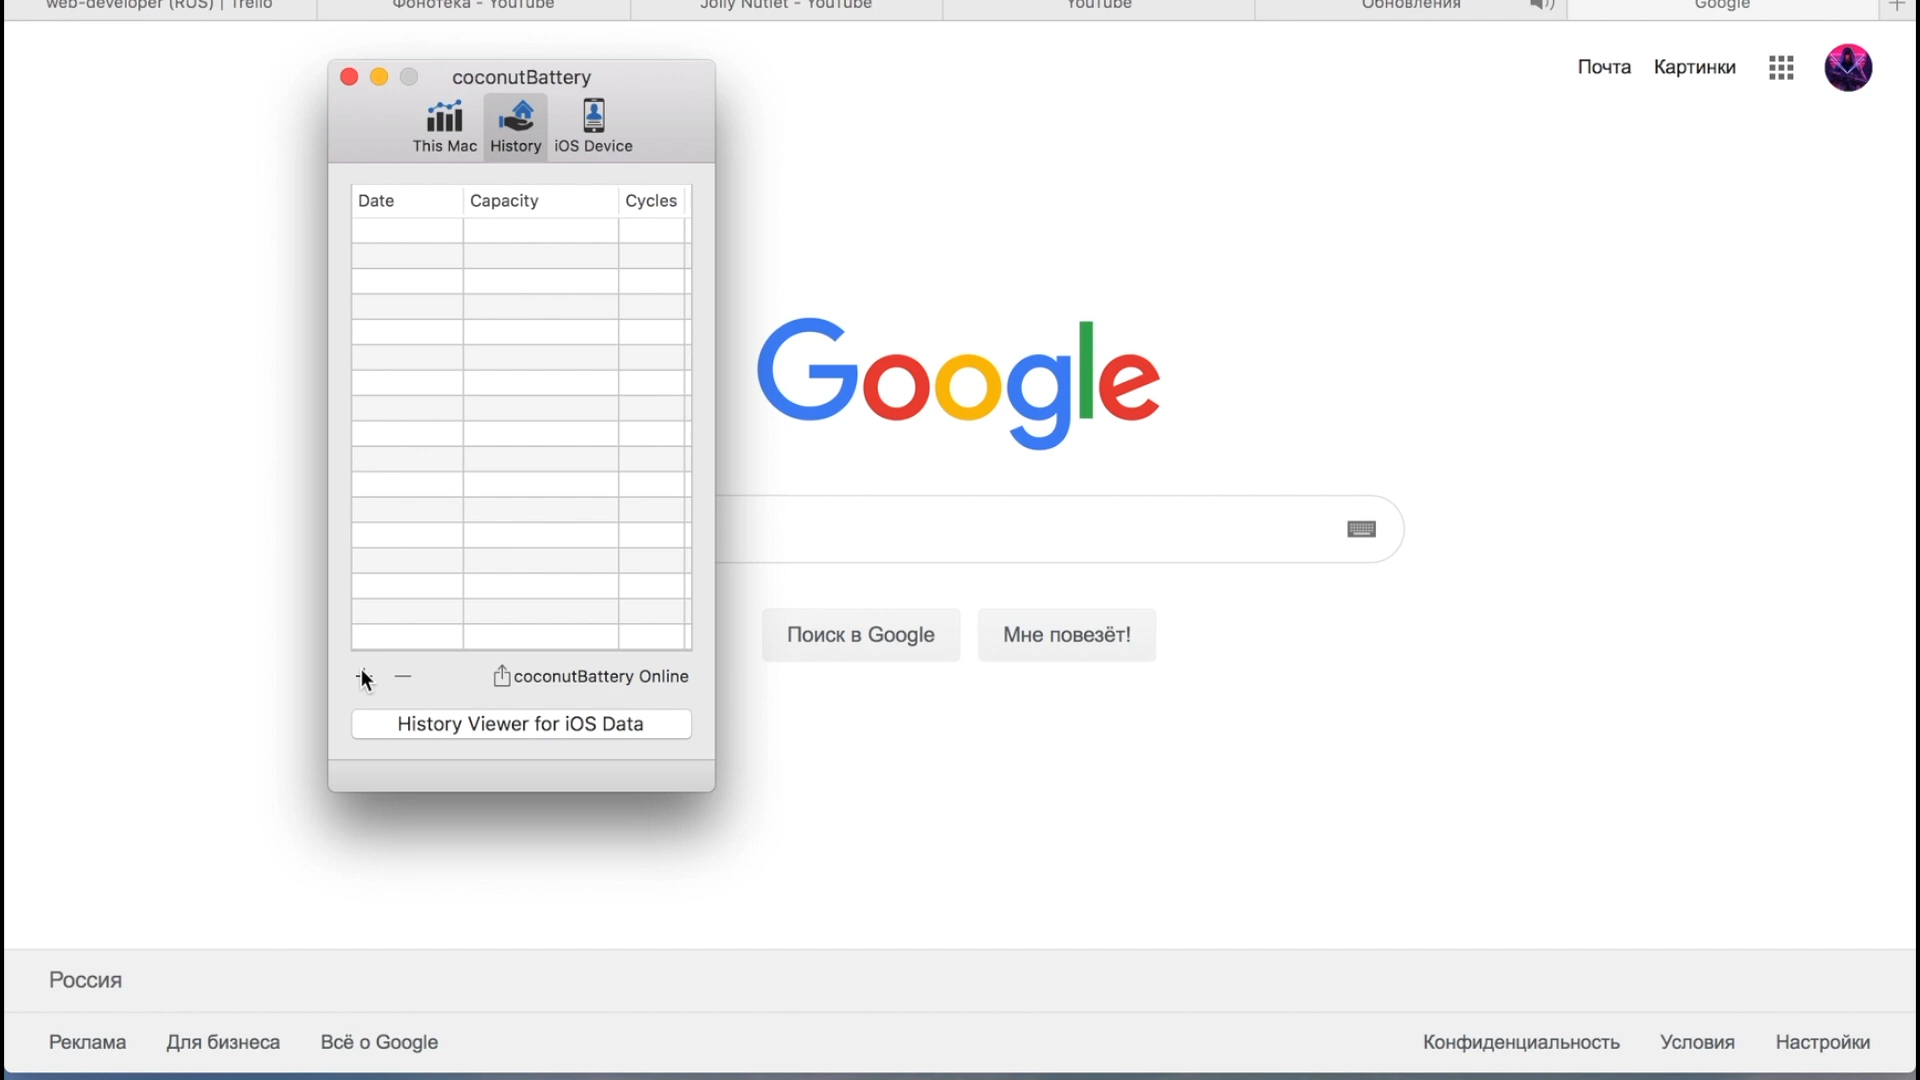 web-developer (RUS) | Trello
Фонотека - YouTube
Jolly Nutlet - YouTube
YouTube
Обновления
Google
Почта
Картинки
coconutBattery
This Mac
History
iOS Device
Date
Capacity
Cycles
Google
Поиск в Google
Мне повезёт!
coconutBattery Online
History Viewer for iOS Data
Россия
Реклама
Для бизнеса
Всё о Google
Конфиденциальность
Условия
Настройки